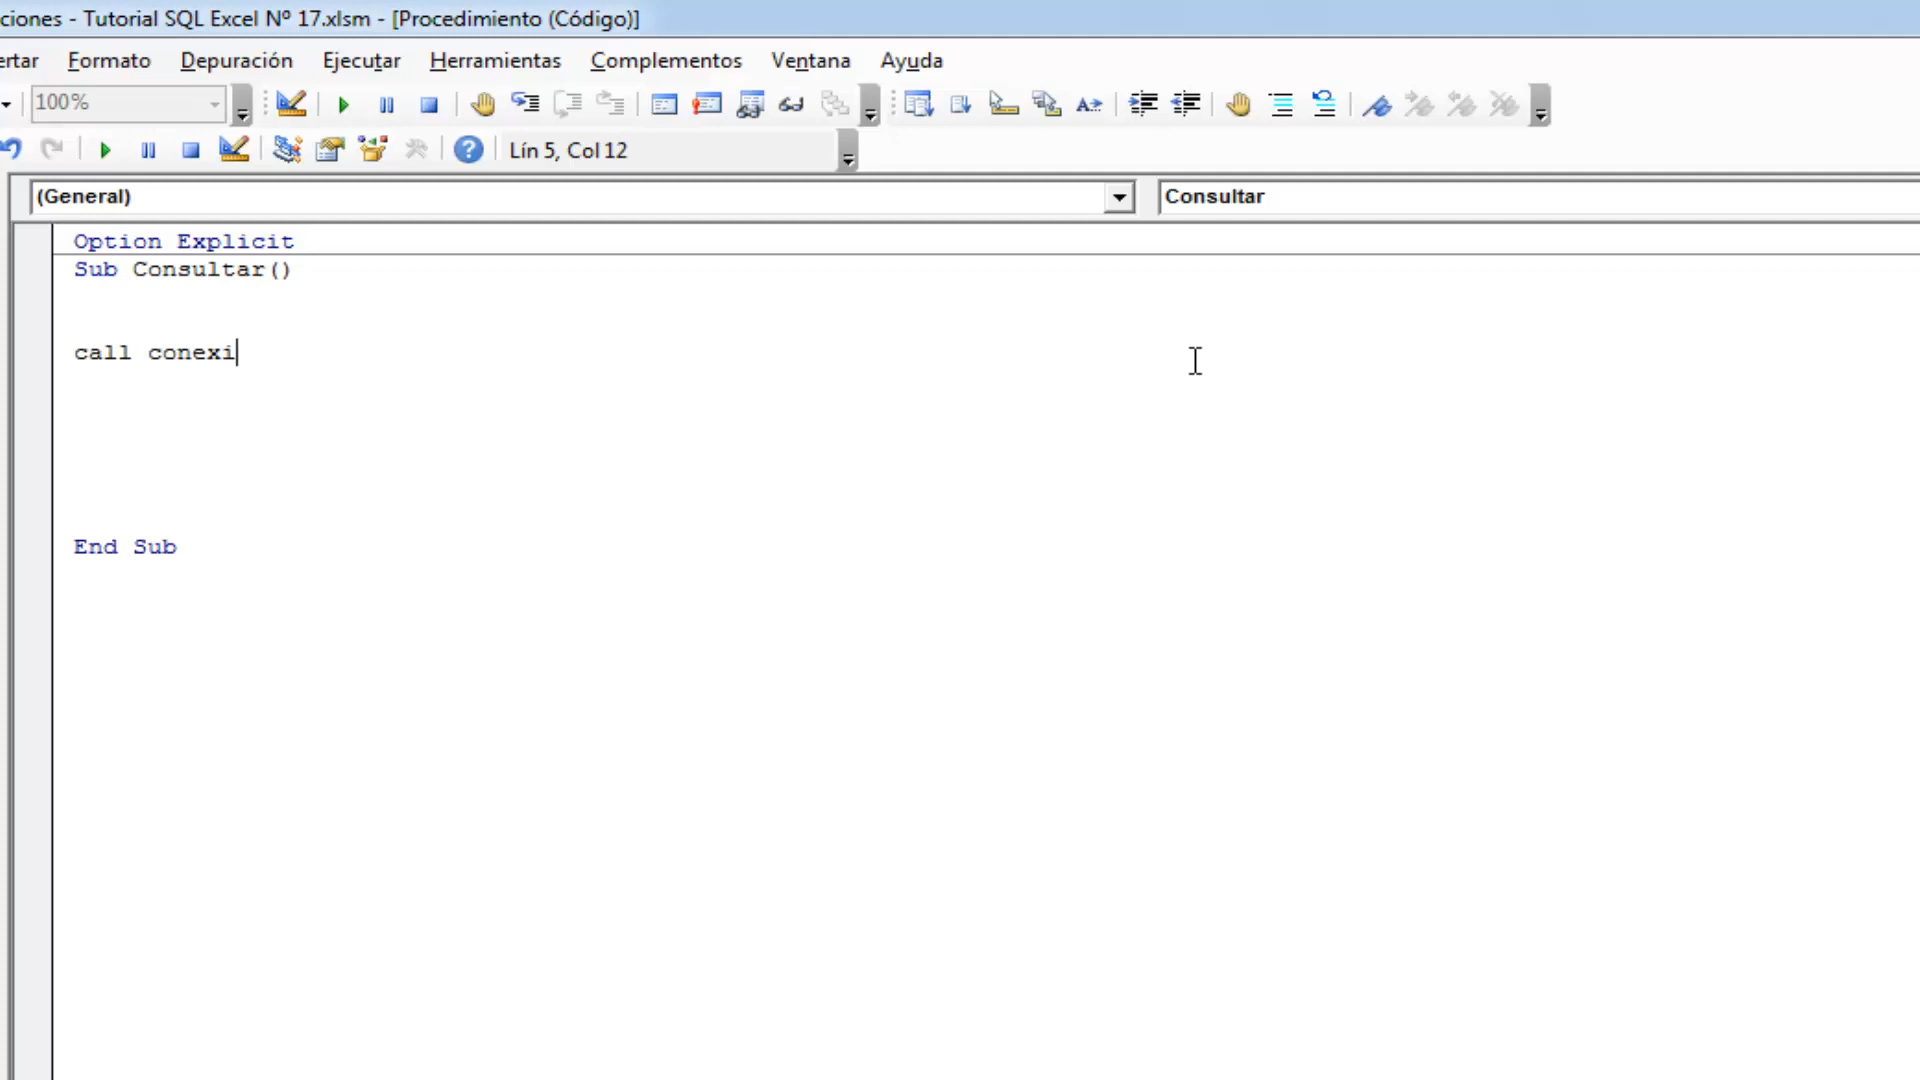 ciones - Tutorial SQL Excel Nº 17.xlsm - [Procedimiento (Código)]
ertar Formato Depuración Ejecutar Herramientas Complementos Ventana Ayuda
100%
Lín 5, Col 12
(General) Consultar
Option Explicit
Sub Consultar()
call conexi
End Sub